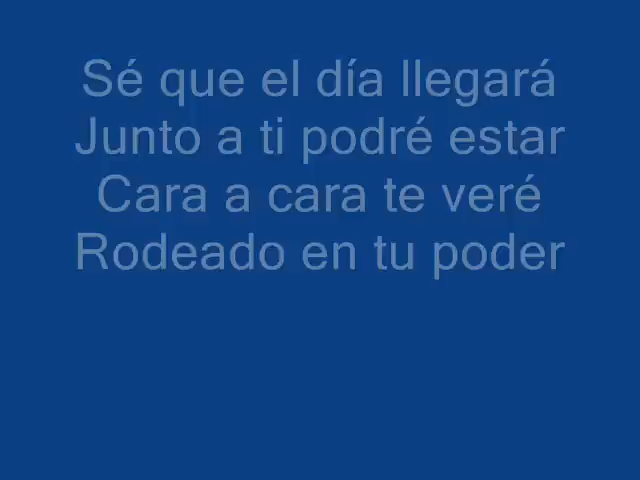 Sé que el día llegará
Junto a ti podré estar
Cara a cara te veré
Rodeado en tu poder